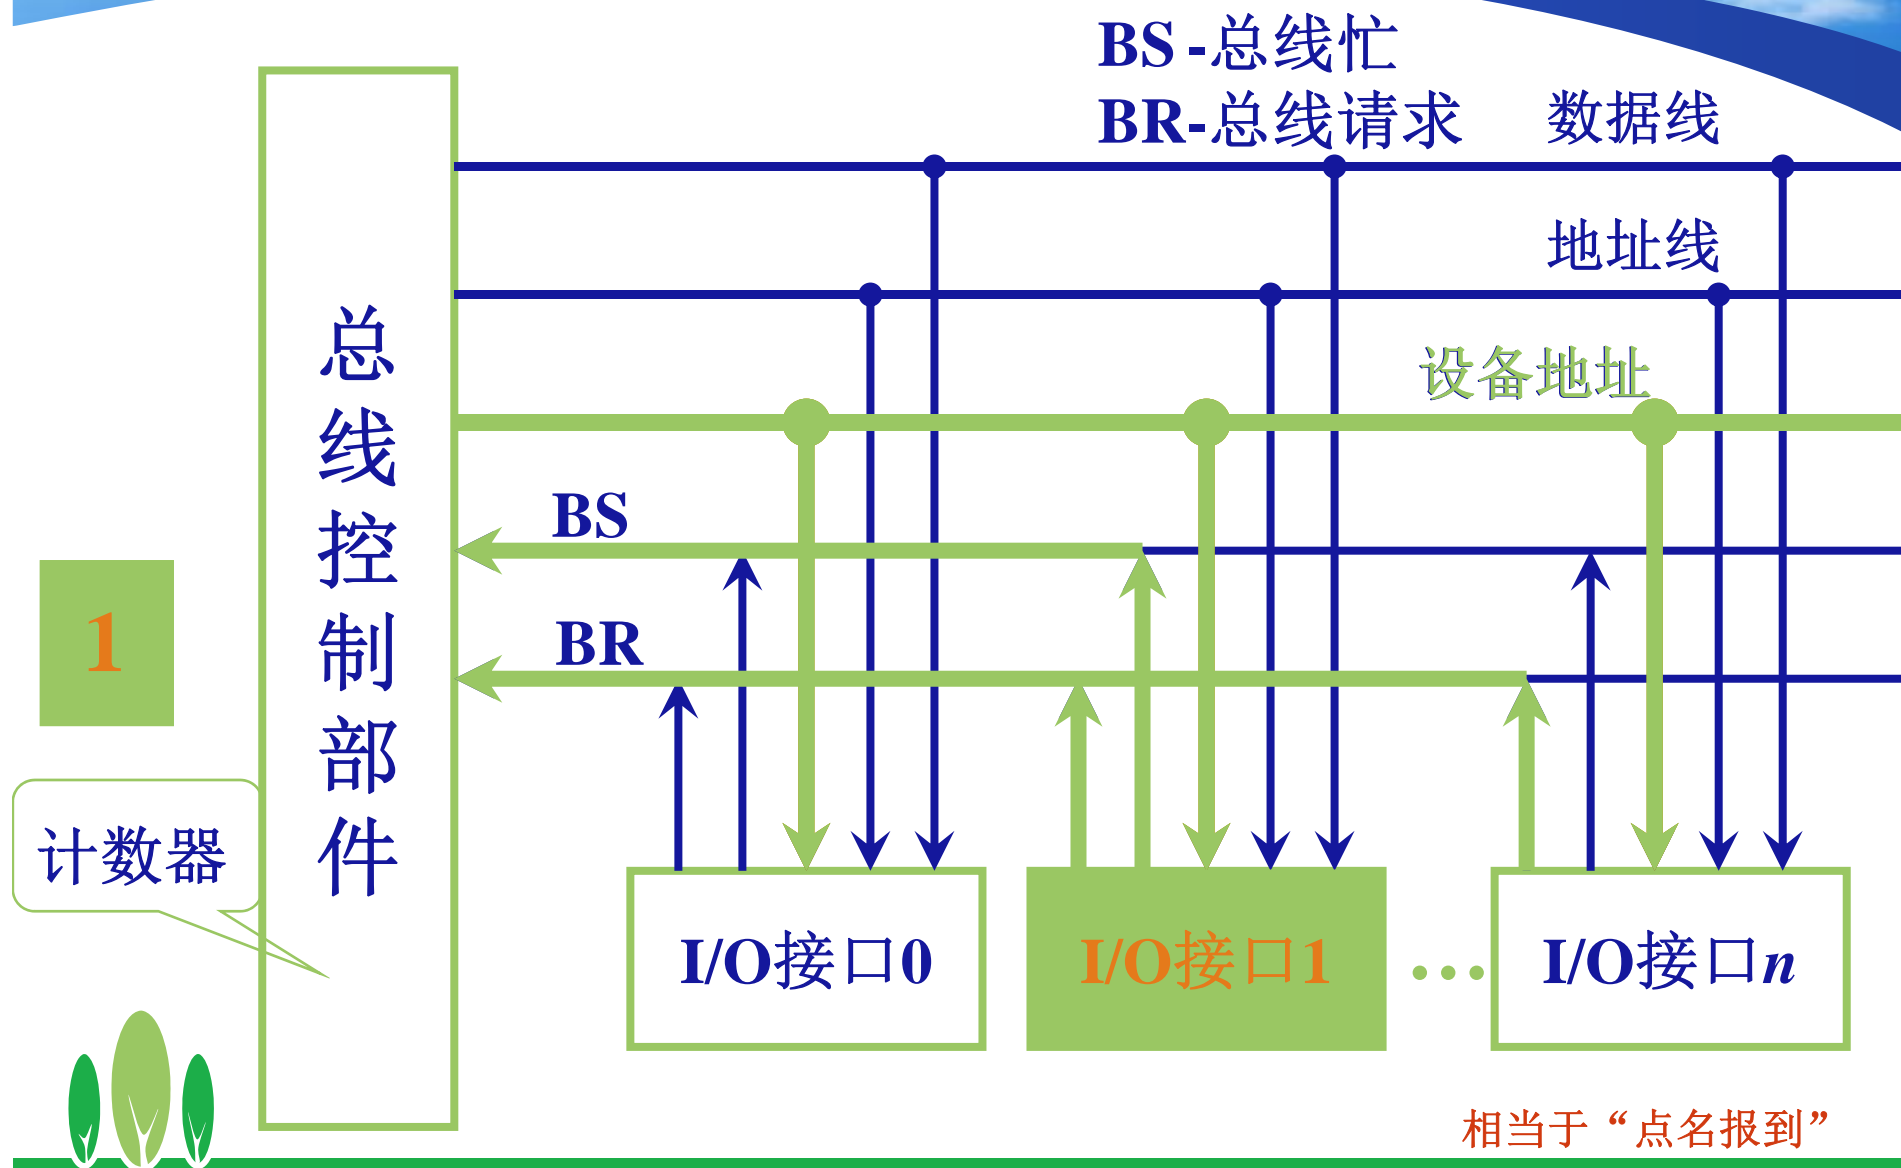 BS -总线忙
BR-总线请求
数据线
地址线
设备地址
总线控制部件
BS
BR
1
计数器
I/O接口0
I/O接口1
…
I/O接口n
相当于“点名报到”